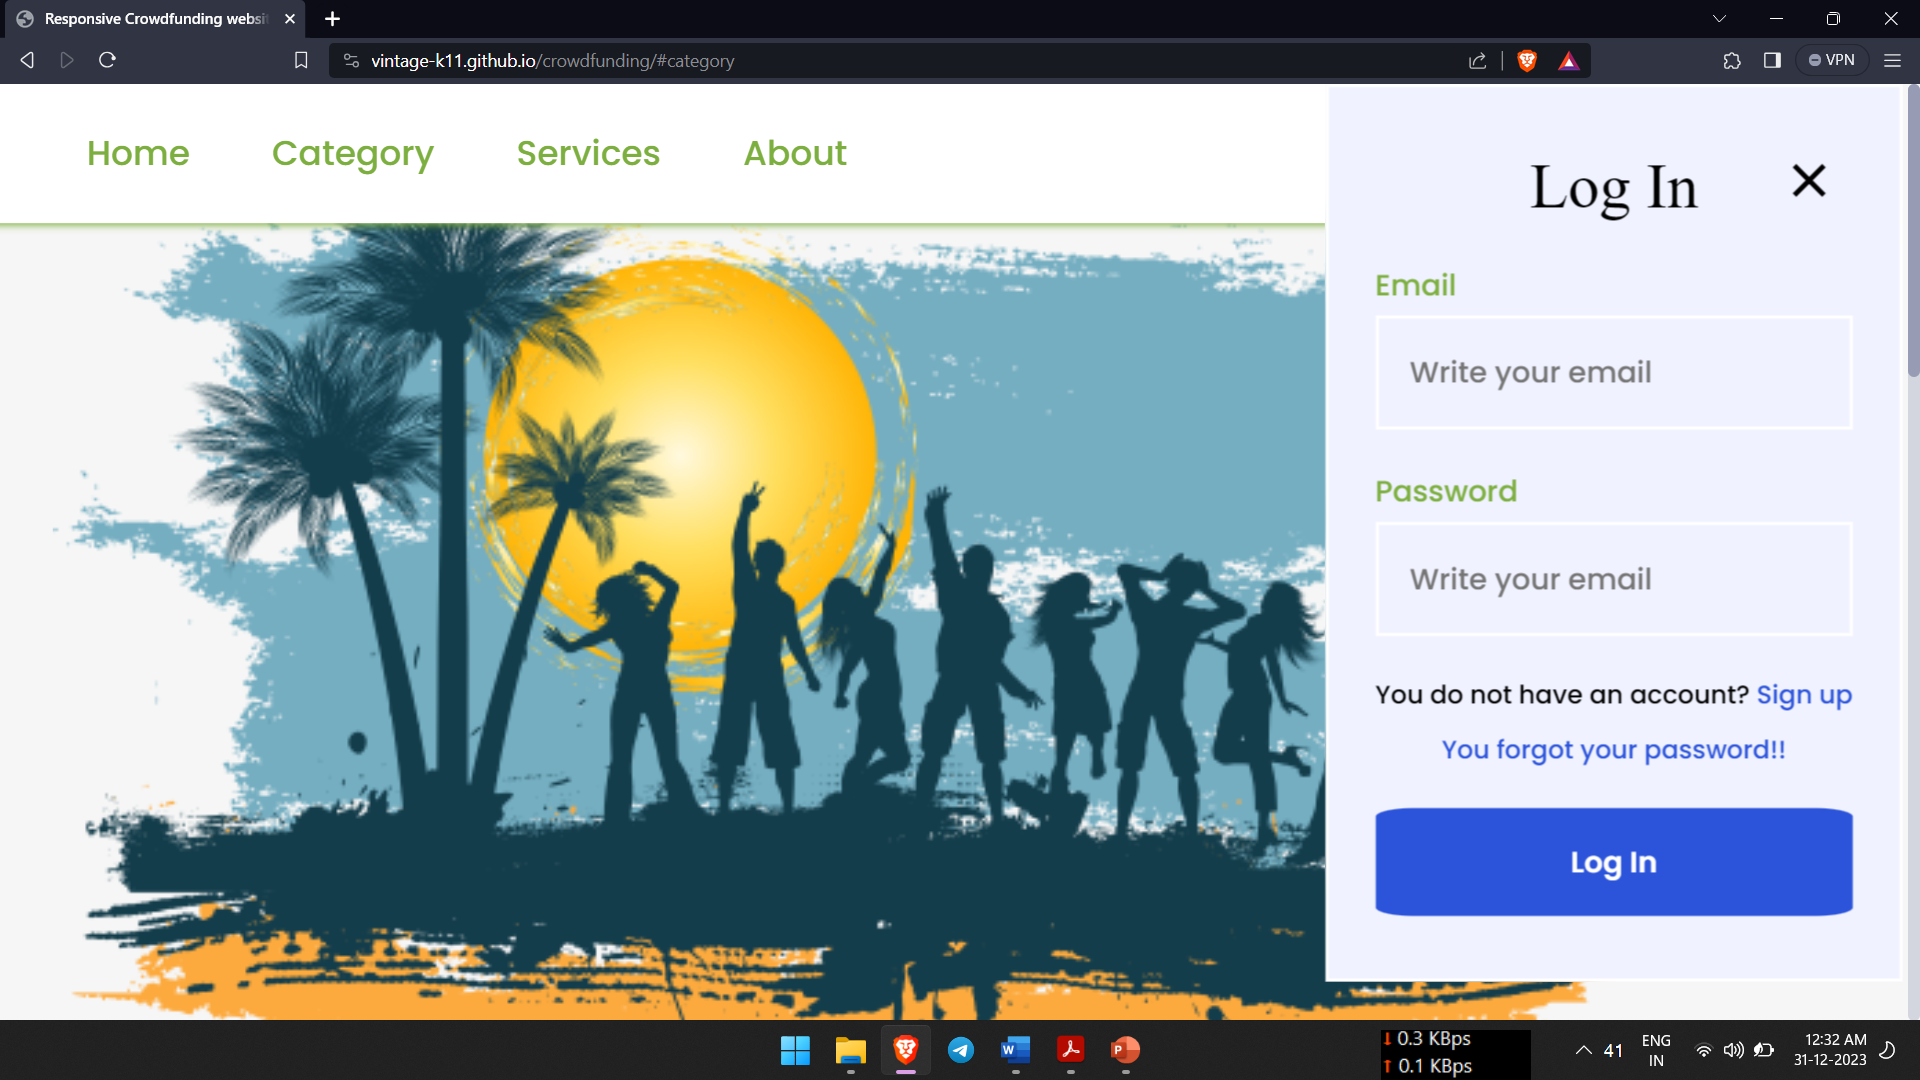 Responsive Crowdfunding websi
vintage-k11.github.io/crowdfunding/#category
VPN
Home Category Services About
Log In
Email
Write your email
Password
Write your email
You do not have an account? Sign up
You forgot your password!!
Log In
0.3 KBps
0.1 KBps
41
ENG
IN
12:32 AM
31-12-2023